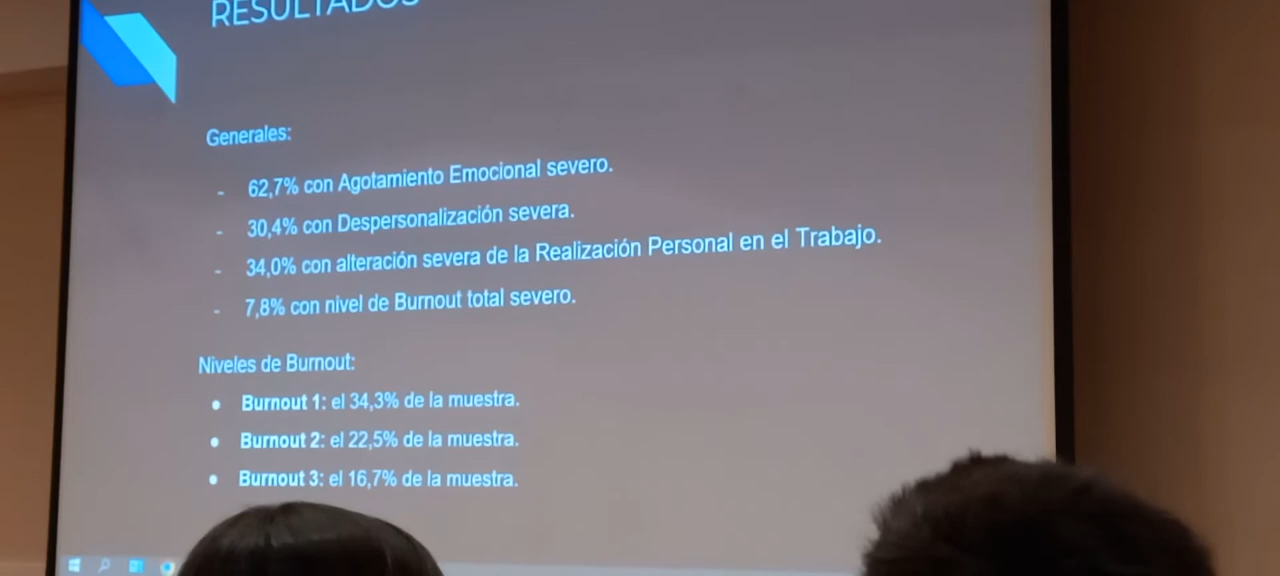 RESULTADOS
Generales:
- 62,7% con Agotamiento Emocional severo.
- 30,4% con Despersonalización severa.
- 34,0% con alteración severa de la Realización Personal en el Trabajo.
- 7,8% con nivel de Burnout total severo.
Niveles de Burnout:
• Burnout 1: el 34,3% de la muestra.
• Burnout 2: el 22,5% de la muestra.
• Burnout 3: el 16,7% de la muestra.